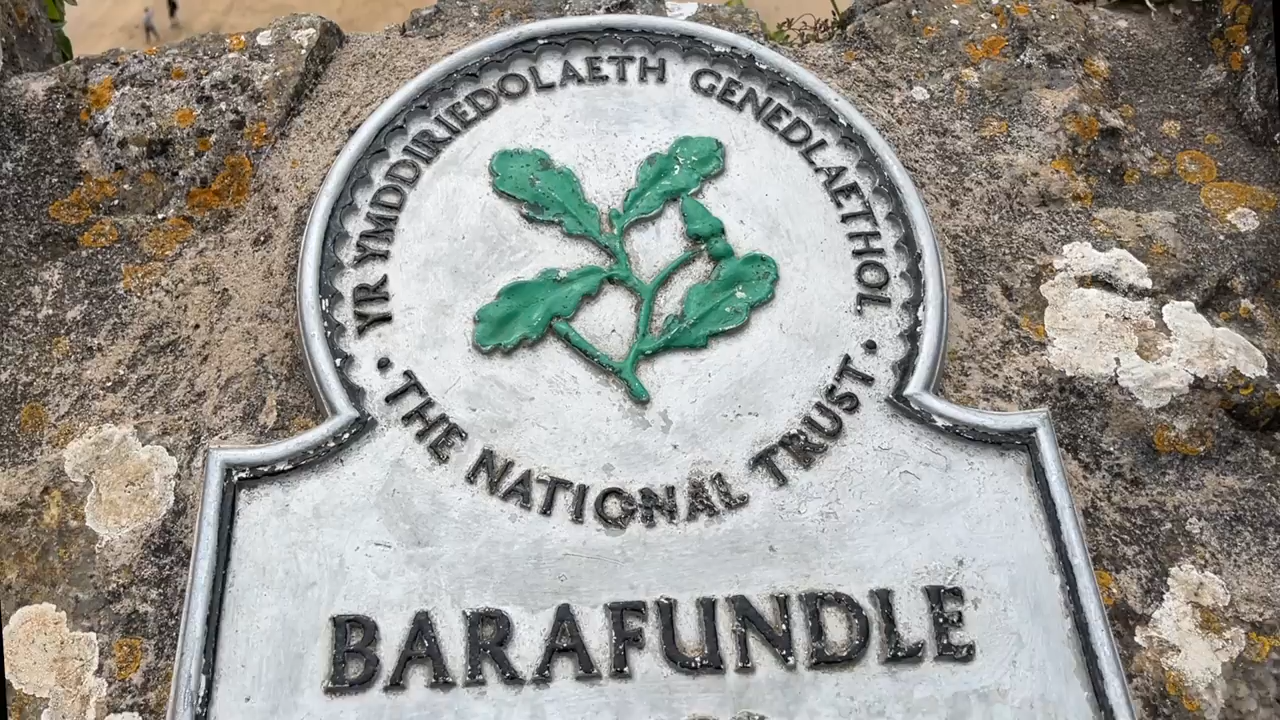 YR YMDDIRIEDOLAETH GENEDLAETHOL
• THE NATIONAL TRUST •
BARAFUNDLE